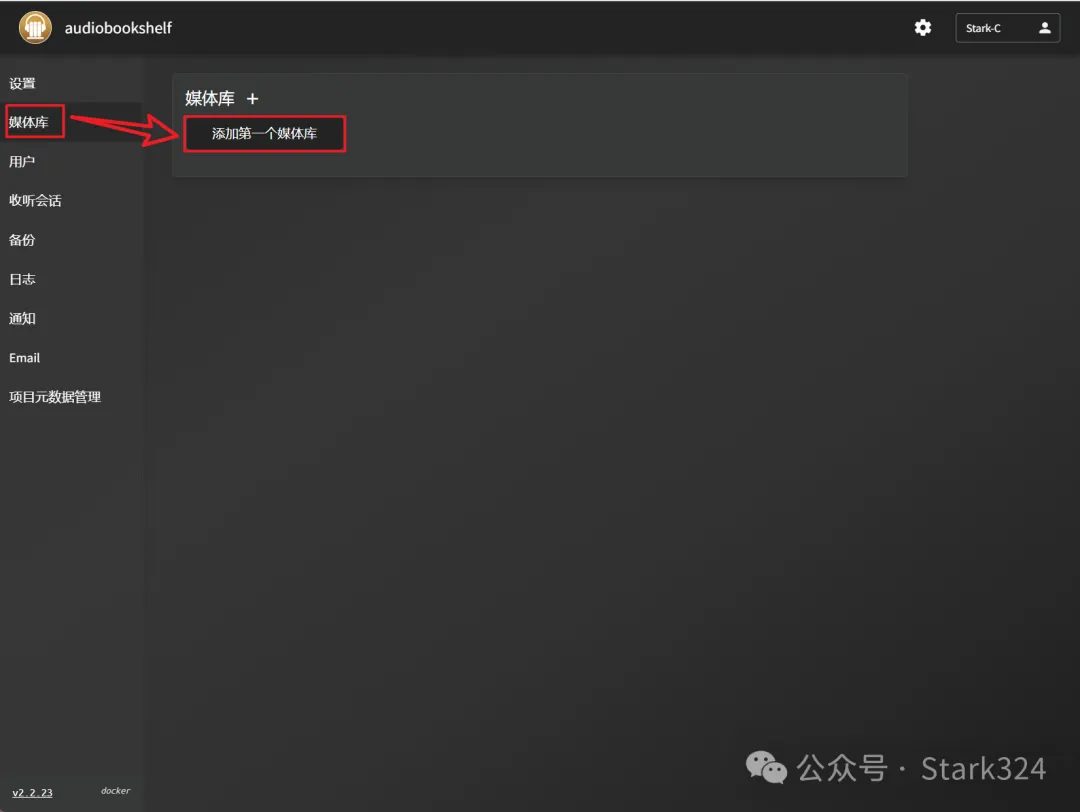 audiobookshelf
Stark-C
设置
媒体库
用户
收听会话
备份
日志
通知
Email
项目元数据管理
媒体库 +
添加第一个媒体库
v2.2.23
docker
公众号 · Stark324